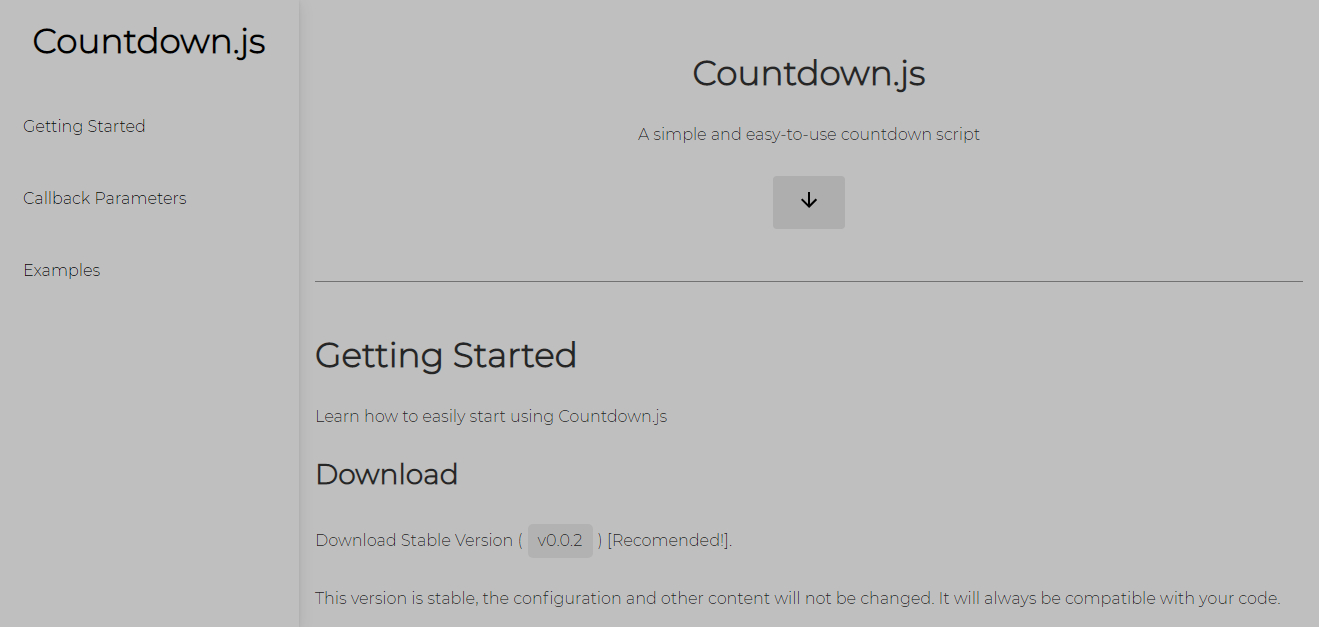 Countdown.js
Getting Started
Callback Parameters
Examples
Countdown.js
A simple and easy-to-use countdown script
Getting Started
Learn how to easily start using Countdown.js
Download
Download Stable Version ( v0.0.2 ) [Recomended!].
This version is stable, the configuration and other content will not be changed. It will always be compatible with your code.